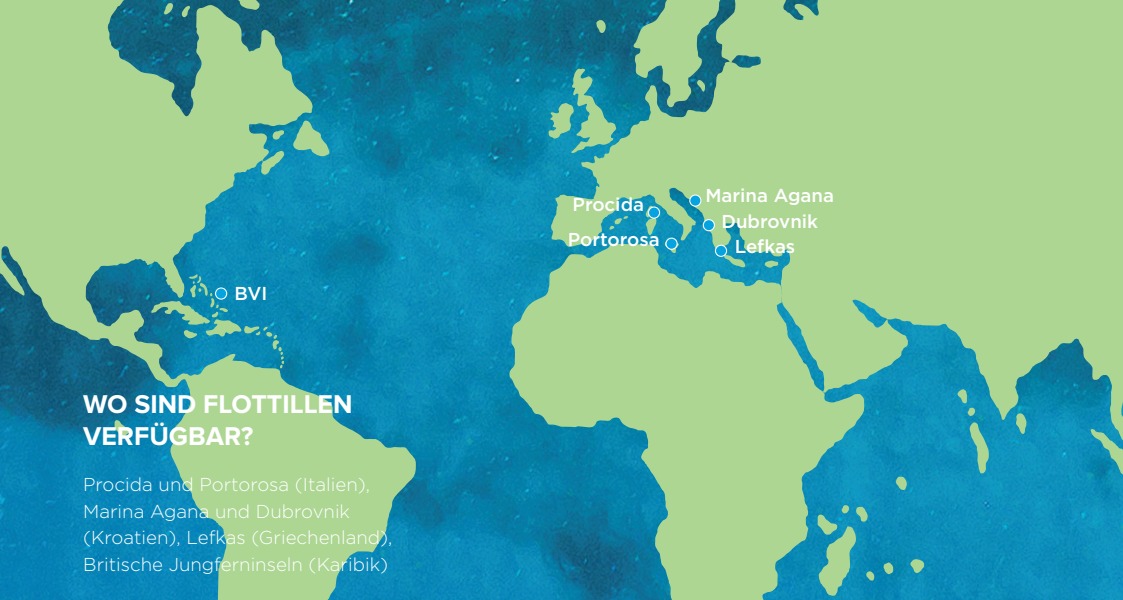 Procida
Marina Agana
Dubrovnik
Portorosa
Lefkas
BVI
WO SIND FLOTTILLEN
VERFÜGBAR?
Procida und Portorosa (Italien),
Marina Agana und Dubrovnik
(Kroatien), Lefkas (Griechenland),
Britische Jungferninseln (Karibik)